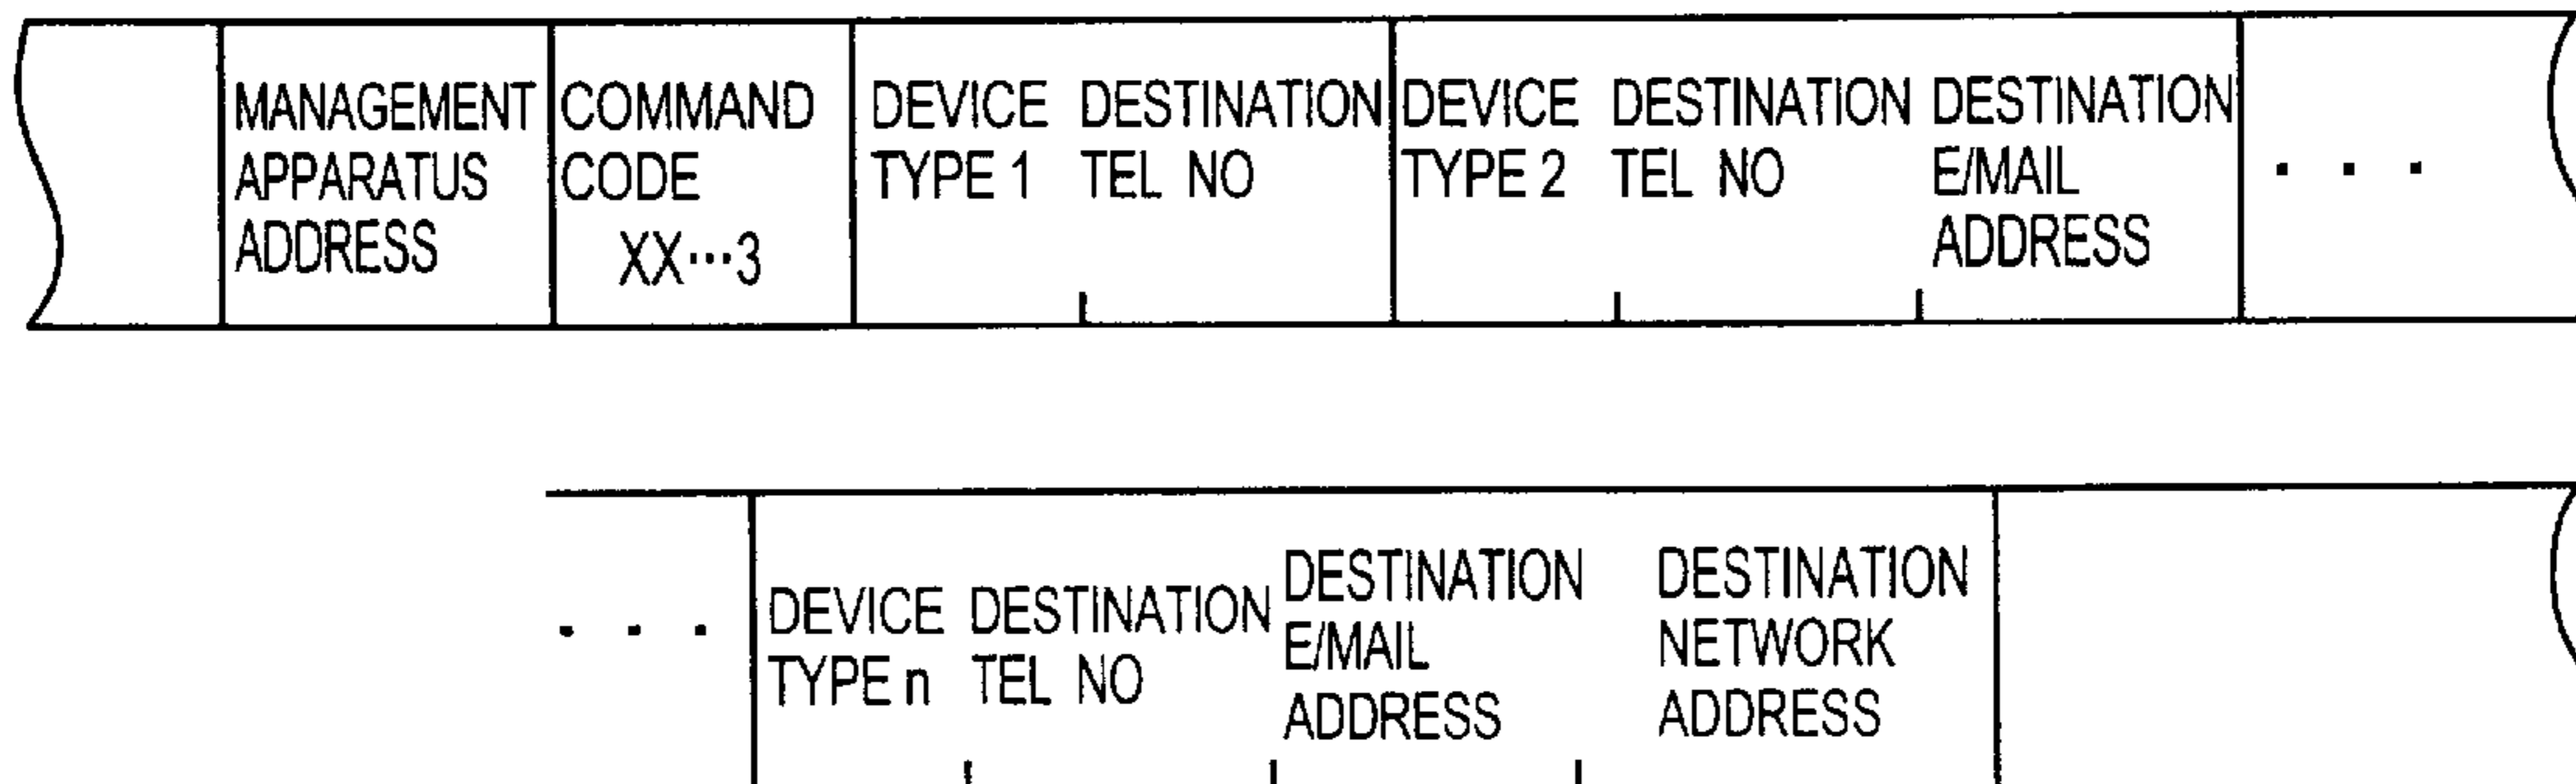 MANAGEMENT
APPARATUS
ADDRESS
COMMAND
CODE
XX···3
DEVICE
TYPE 1
DESTINATION
TEL NO
DEVICE
TYPE 2
DESTINATION
TEL NO
DESTINATION
E/MAIL
ADDRESS
. . .
. . .
DEVICE
TYPE n
DESTINATION
TEL NO
DESTINATION
E/MAIL
ADDRESS
DESTINATION
NETWORK
ADDRESS